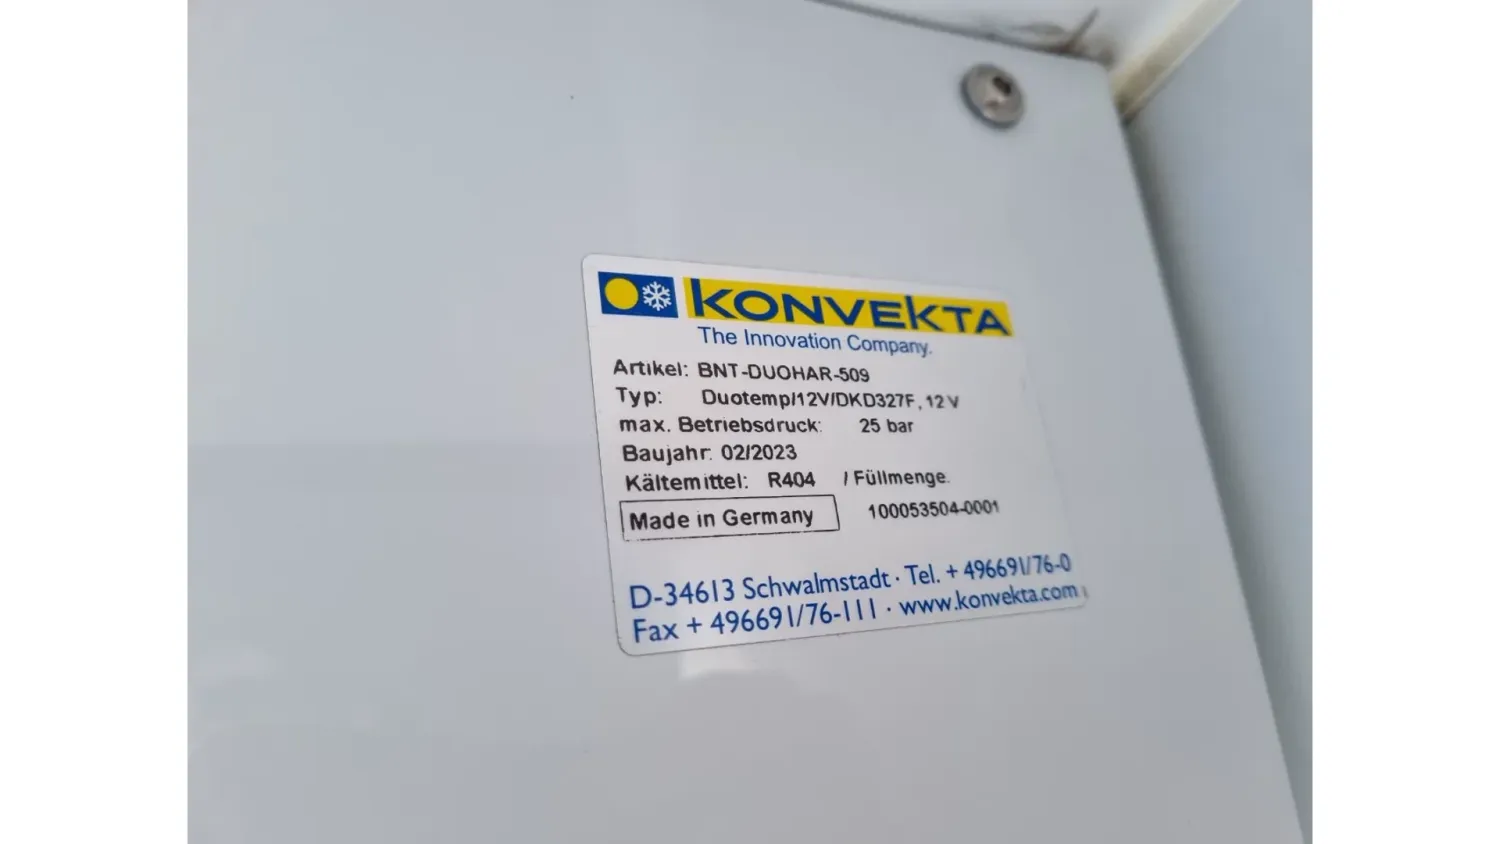 KONVEKTA
The Innovation Company.
Artikel: BNT-DUOHAR-509
Typ: Duotemp/12V/DKD327F, 12 V
max. Betriebsdruck: 25 bar
Baujahr: 02/2023
Kältemittel: R404 / Füllmenge:
Made in Germany 100053504-0001
D-34613 Schwalmstadt · Tel. + 496691/76-0
Fax + 496691/76-111 · www.konvekta.com